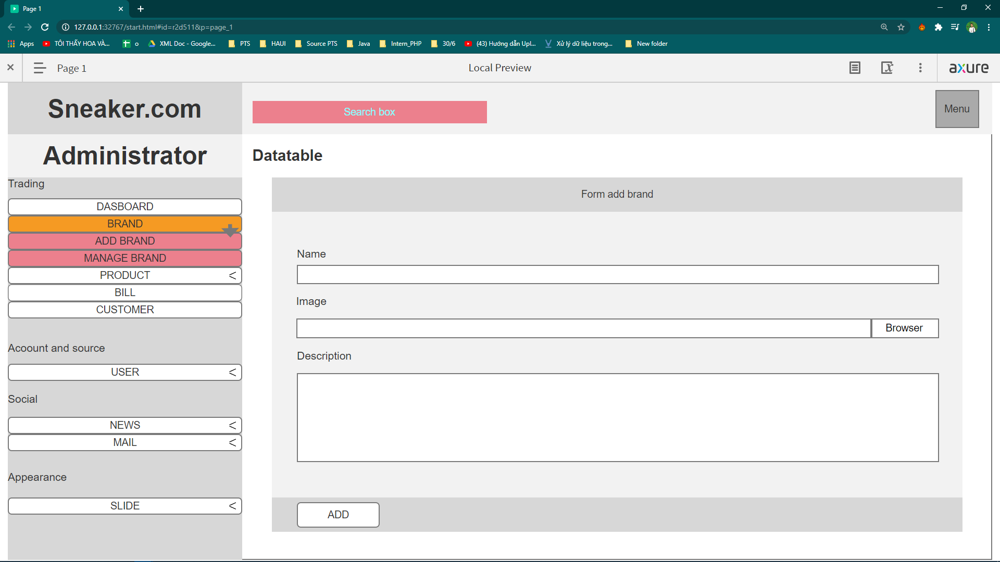 Page 1
127.0.0.1:32767/start.html#id=r2d511&p=page_1
Apps
TÔI THẤY HOA VÀ...
o
XML Doc - Google...
PTS
HAUI
Source PTS
Java
Intern_PHP
30/6
(43) Hướng dẫn Upl...
Xử lý dữ liệu trong...
New folder
Page 1
Local Preview
axure
Sneaker.com
Search box
Menu
Administrator
Datatable
Trading
DASBOARD
BRAND
ADD BRAND
MANAGE BRAND
PRODUCT <
BILL
CUSTOMER
Acoount and source
USER <
Social
NEWS <
MAIL <
Appearance
SLIDE <
Form add brand
Name
Image
Browser
Description
ADD